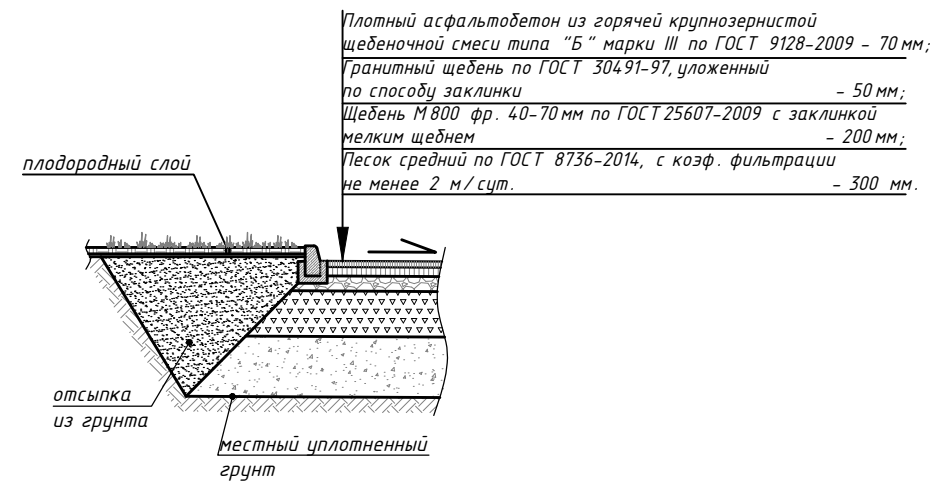 Плотный асфальтобетон из горячей крупнозернистой
щебеночной смеси типа "Б" марки III по ГОСТ 9128-2009 - 70 мм;
Гранитный щебень по ГОСТ 30491-97, уложенный
по способу заклинки - 50 мм;
Щебень М800 фр. 40-70 мм по ГОСТ 25607-2009 с заклинкой
мелким щебнем - 200 мм;
Песок средний по ГОСТ 8736-2014, с коэф. фильтрации
не менее 2 м/сут. - 300 мм.
плодородный слой
отсыпка
из грунта
местный уплотненный
грунт